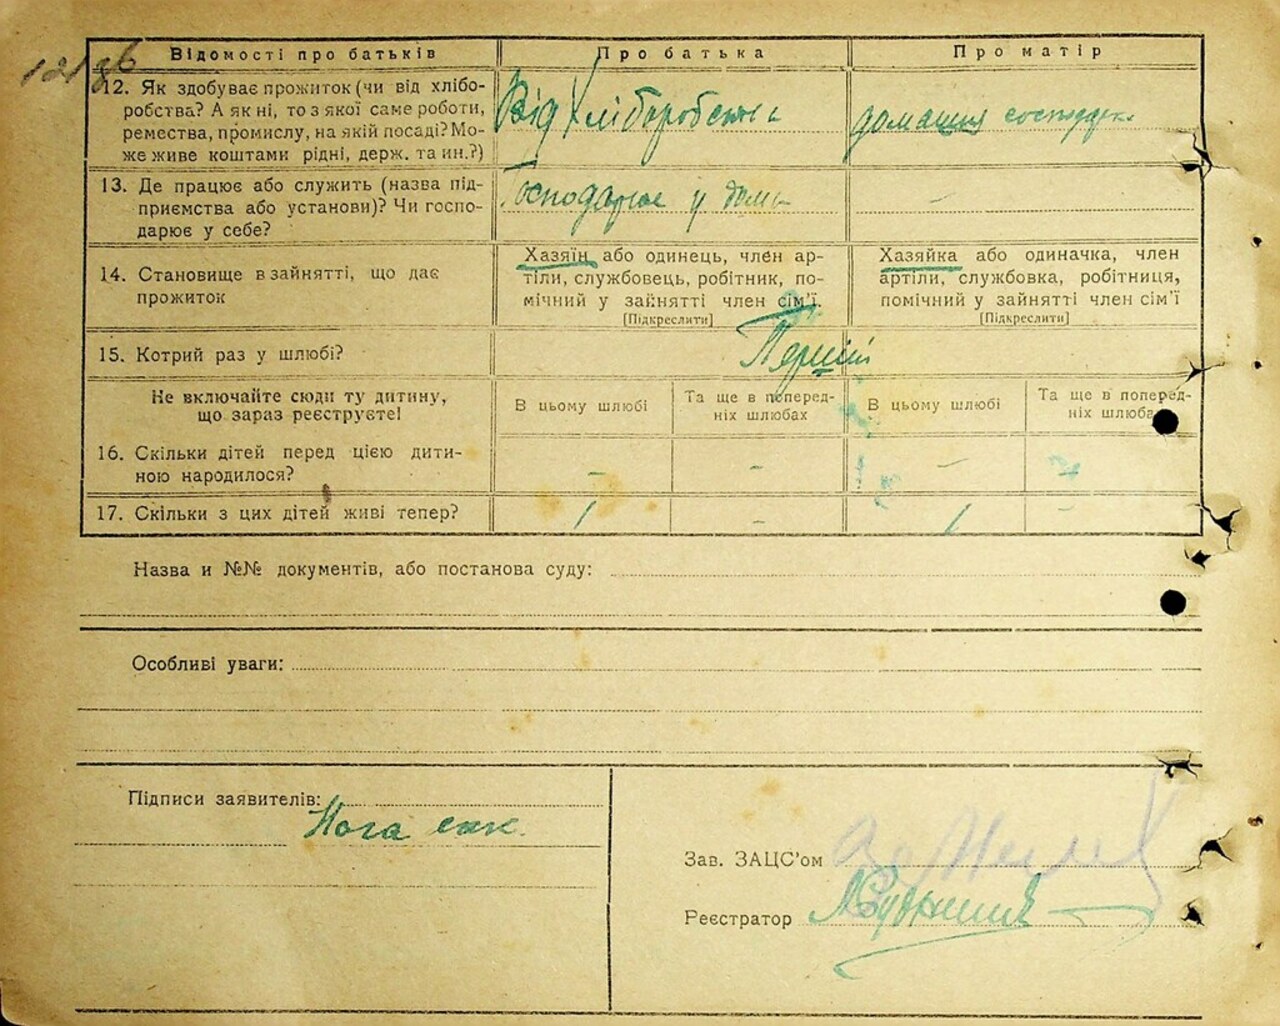 Відомості про батьків
Про батька
Про матір
12. Як здобуває прожиток (чи від хлібо-
робства? А як ні, то з якої саме роботи,
ремества, промислу, на якій посаді? Мо-
же живе коштами рідні, держ. та ин.?)
Від
домашня
13. Де працює або служить (назва під-
приємства або установи)? Чи госпо-
дарює у себе?
Господарює у
-
14. Становище в зайнятті, що дає
прожиток
Хазяїн або одинець, член ар-
тіли, службовець, робітник, по-
мічний у зайнятті член сім'ї.
[Підкреслити]
Хазяйка або одиначка, член
артіли, службовка, робітниця,
помічний у зайнятті член сім'ї
[Підкреслити]
15. Котрий раз у шлюбі?
Перший
Не включайте сюди ту дитину,
що зараз реєструєте!
В цьому шлюбі
Та ще в поперед-
ніх шлюбах
В цьому шлюбі
Та ще в поперед-
ніх шлюбах
16. Скільки дітей перед цією дити-
ною народилося?
- - -
17. Скільки з цих дітей живі тепер?
/ - / -
Назва и №№ документів, або постанова суду:
Особливі уваги:
Підписи заявителів:
Нога
Зав. ЗАЦС'ом
Реєстратор